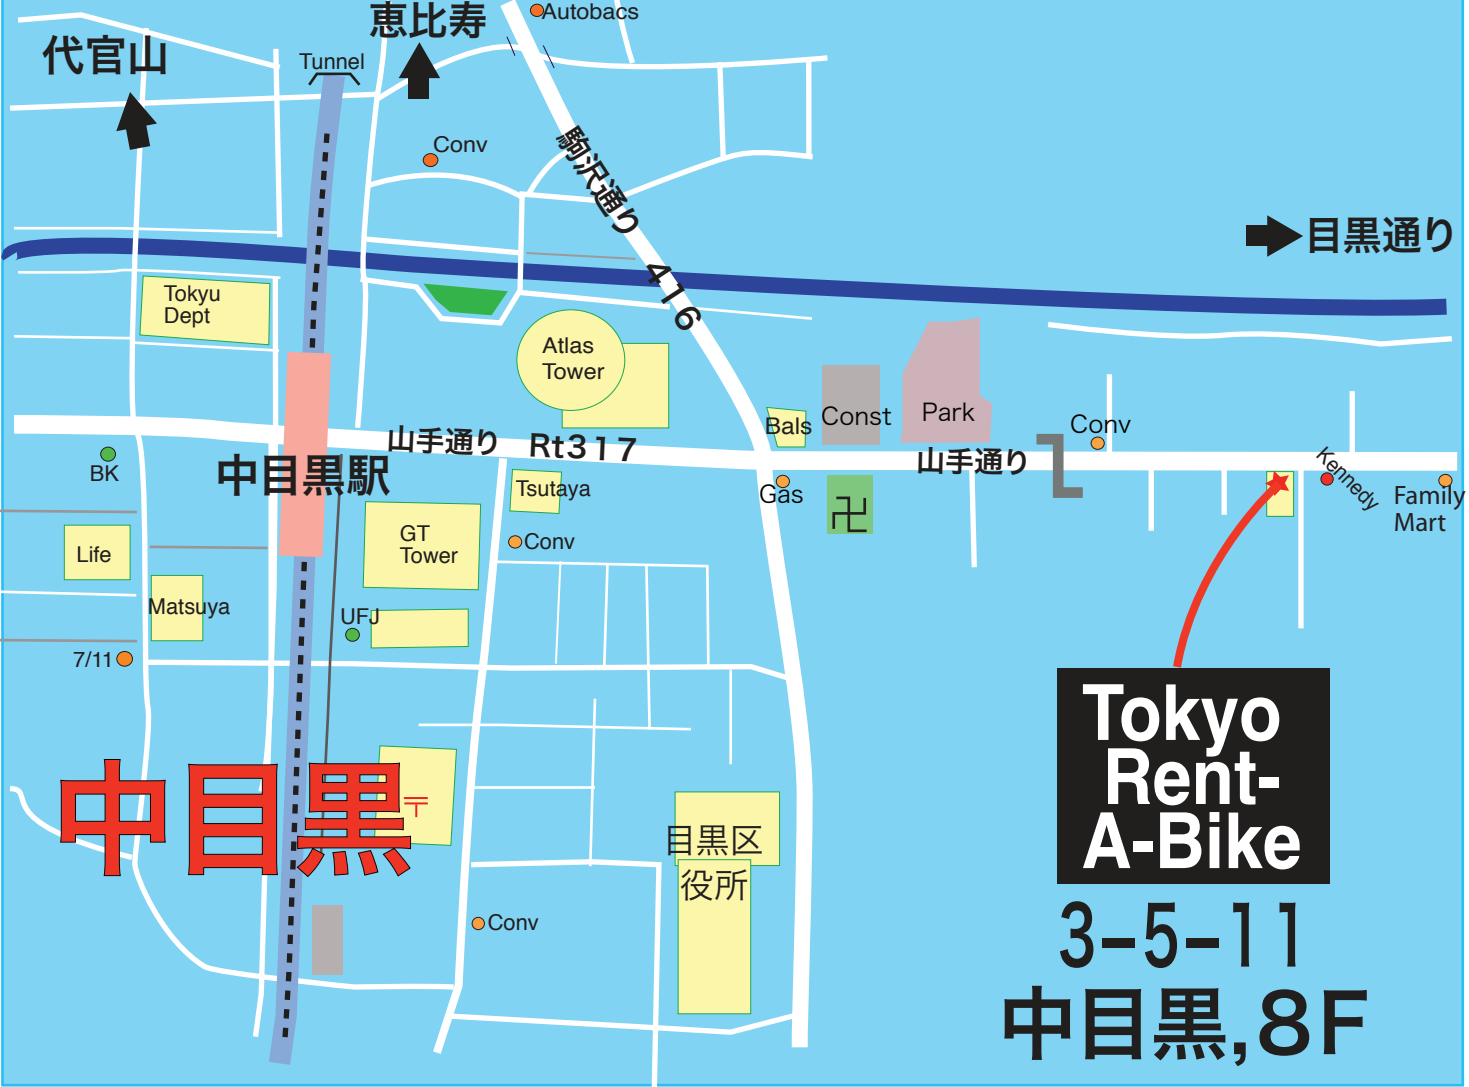 恵比寿
Autobacs
代官山
Tunnel
Conv
駒沢通り
416
目黒通り
Tokyu
Dept
Atlas
Tower
Bals
Const
Park
Conv
山手通り Rt317
山手通り
中目黒駅
BK
Tsutaya
Gas
卍
Kennedy
Family
Mart
GT
Tower
Conv
Life
Matsuya
UFJ
7/11
中目黒
〒
目黒区
役所
Conv
Tokyo
Rent-
A-Bike
3-5-11
中目黒,8F